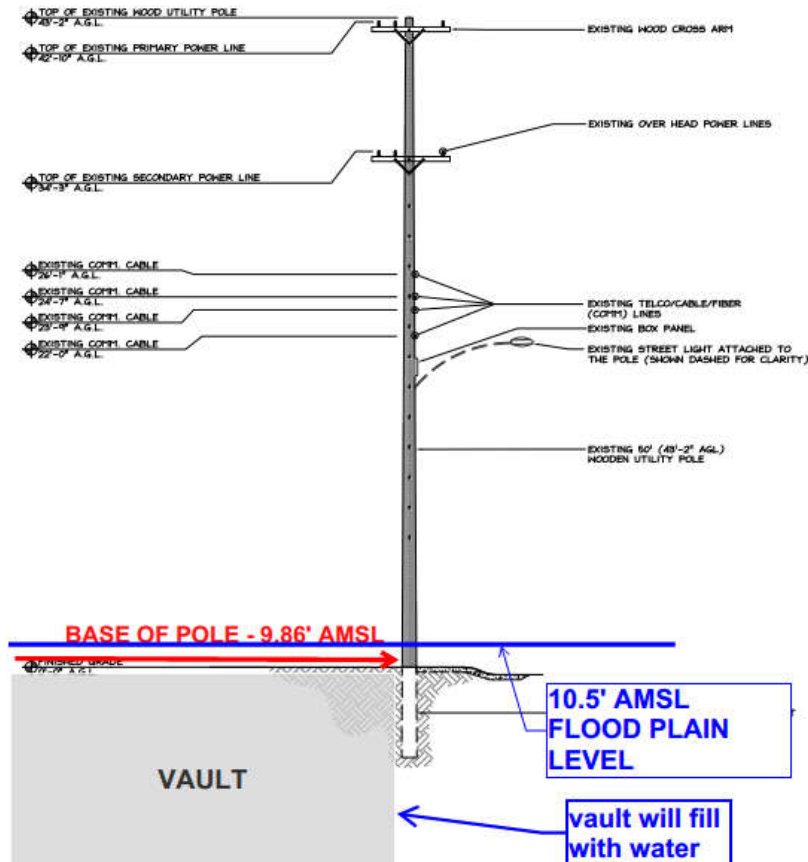 TOP OF EXISTING WOOD UTILITY POLE
43'-2" A.G.L.
TOP OF EXISTING PRIMARY POWER LINE
42'-10" A.G.L.
EXISTING WOOD CROSS ARM
EXISTING OVER HEAD POWER LINES
TOP OF EXISTING SECONDARY POWER LINE
34'-3" A.G.L.
EXISTING COMM. CABLE
26'-1" A.G.L.
EXISTING COMM. CABLE
24'-7" A.G.L.
EXISTING COMM. CABLE
23'-9" A.G.L.
EXISTING COMM. CABLE
22'-0" A.G.L.
EXISTING TELCO/CABLE/FIBER
(COMM) LINES
EXISTING BOX PANEL
EXISTING STREET LIGHT ATTACHED TO
THE POLE (SHOWN DASHED FOR CLARITY)
EXISTING 50' (43'-2" AGL)
WOODEN UTILITY POLE
BASE OF POLE - 9.86' AMSL
FINISHED GRADE
0'-0" A.G.L.
10.5' AMSL
FLOOD PLAIN
LEVEL
VAULT
vault will fill
with water